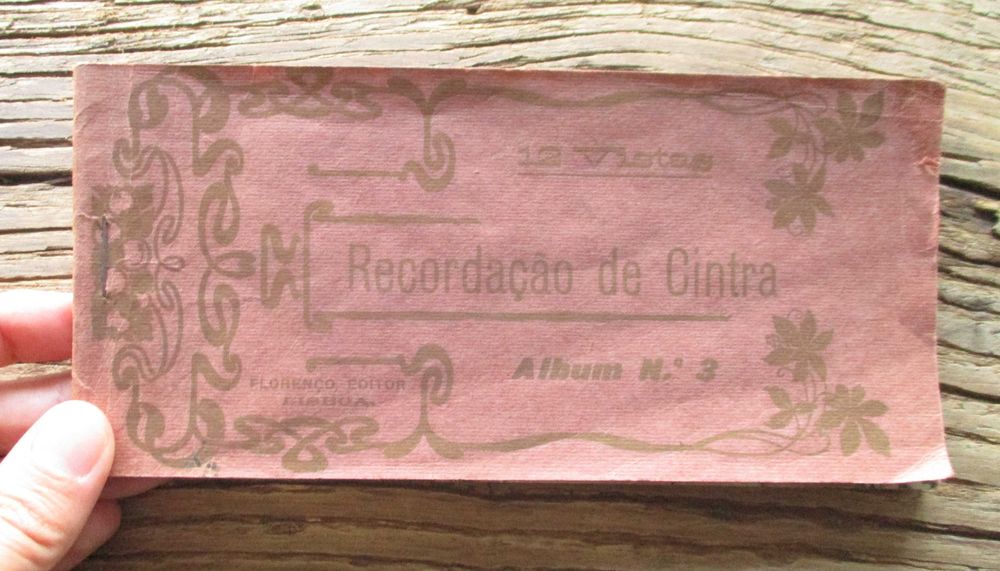 12 Vistas
Recordação de Cintra
Album N.º 3
FLORENÇO EDITOR
LISBOA